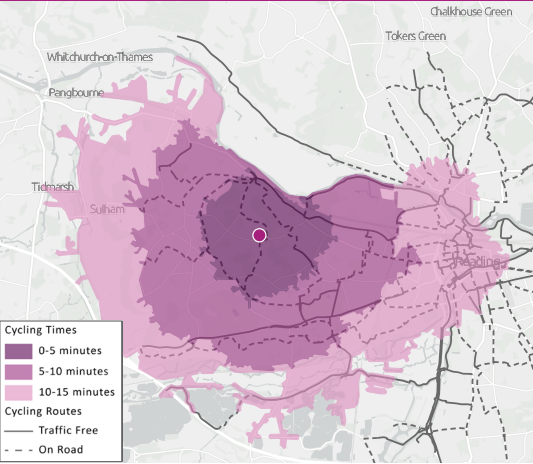 Chalkhouse Green
Tokers Green
Whitchurch-on-Thames
Pangbourne
Tidmarsh
Sulham
Reading
Cycling Times
0-5 minutes
5-10 minutes
10-15 minutes
Cycling Routes
Traffic Free
On Road